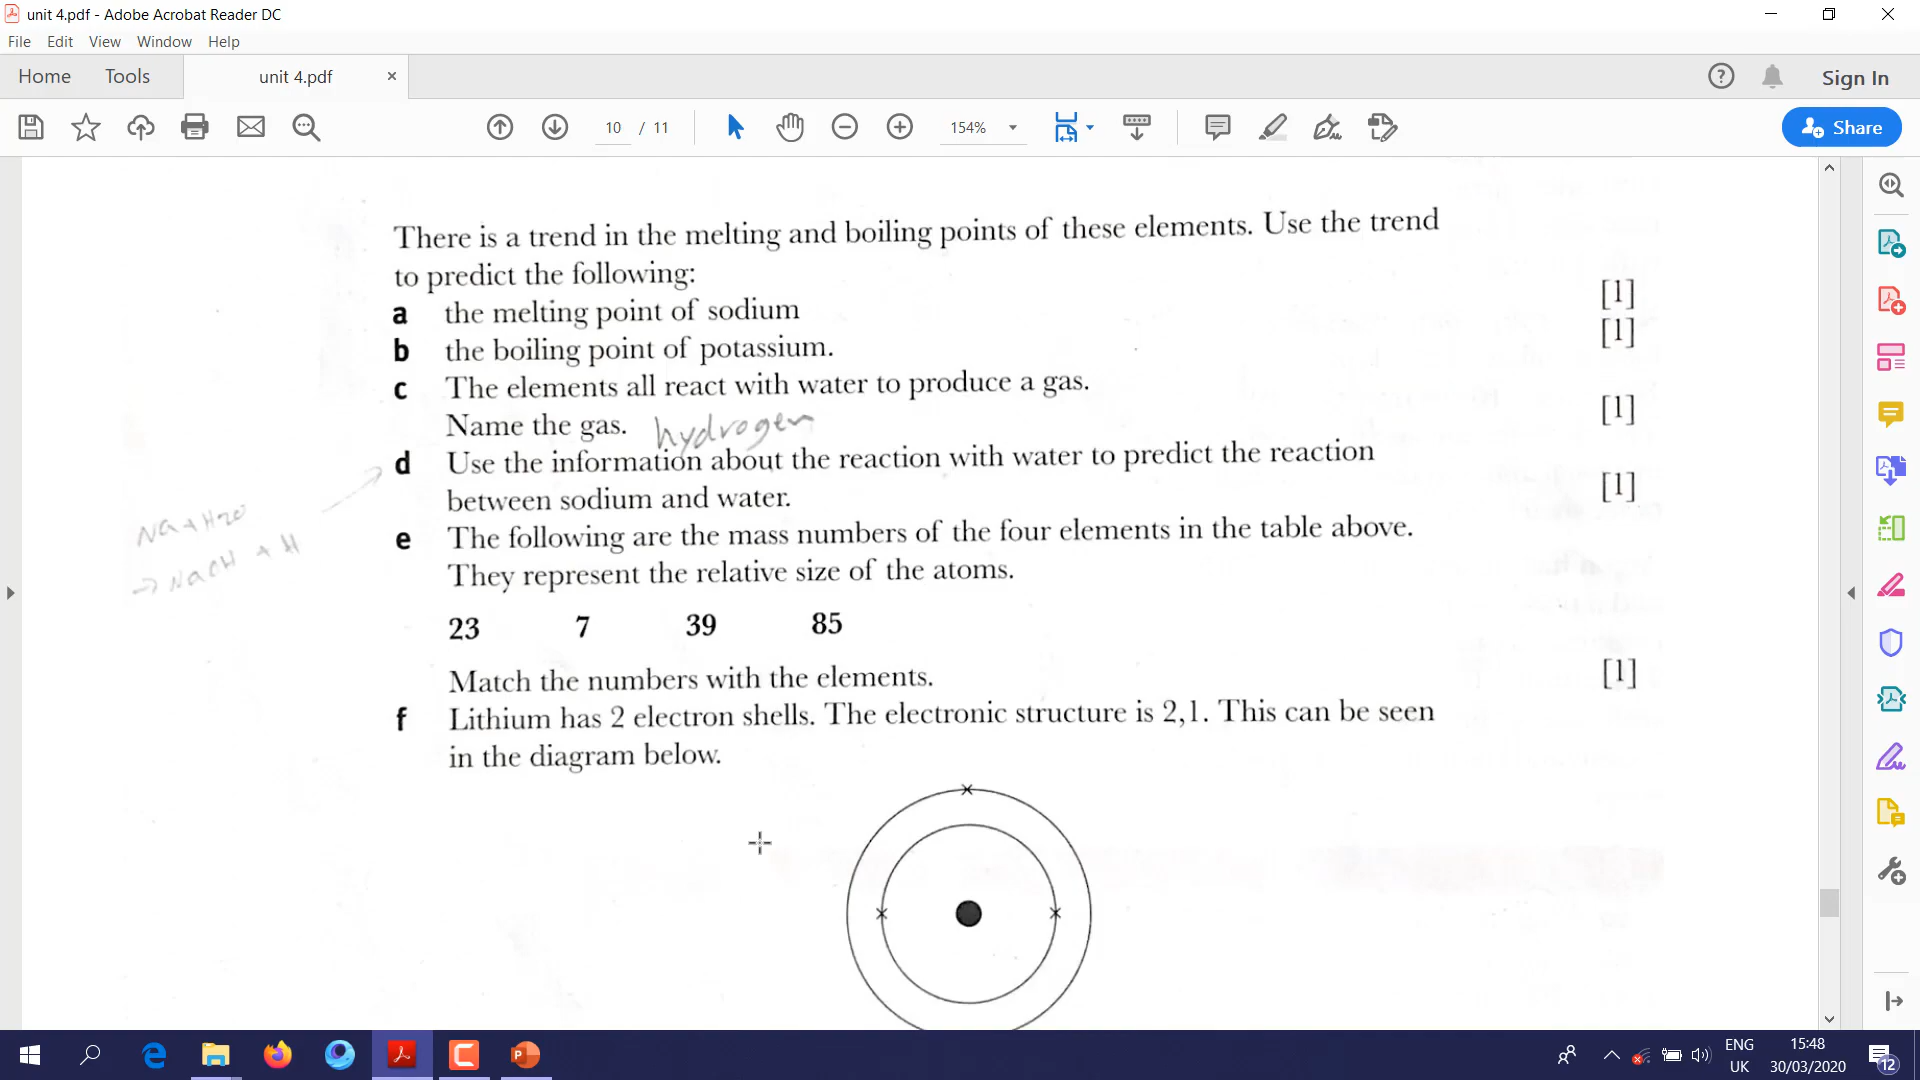 unit 4.pdf - Adobe Acrobat Reader DC
File Edit View Window Help
Home Tools unit 4.pdf × Sign In
10 / 11 154% Share
There is a trend in the melting and boiling points of these elements. Use the trend
to predict the following:
a the melting point of sodium [1]
b the boiling point of potassium. [1]
c The elements all react with water to produce a gas.
Name the gas. hydrogen [1]
d Use the information about the reaction with water to predict the reaction
between sodium and water. [1]
Na + H2O
→ NaOH + H
e The following are the mass numbers of the four elements in the table above.
They represent the relative size of the atoms.
23 7 39 85
Match the numbers with the elements. [1]
f Lithium has 2 electron shells. The electronic structure is 2,1. This can be seen
in the diagram below.
ENG 15:48
UK 30/03/2020 12